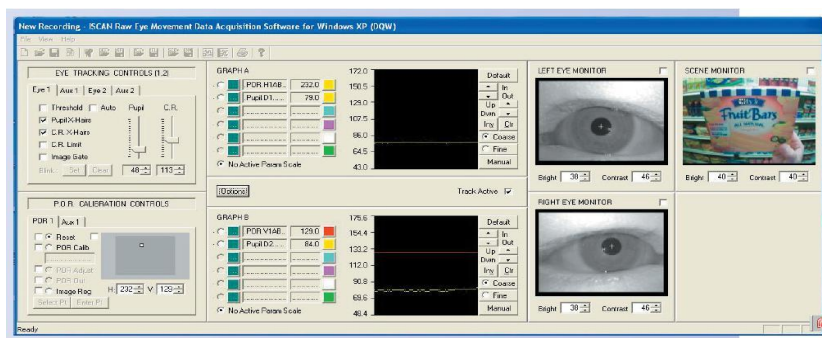 New Recording - ISCAN Raw Eye Movement Data Acquisition Software for Windows XP (DQW)
File View Help
EYE TRACKING CONTROLS (1.2)
Eye 1 Aux 1 Eye 2 Aux 2
Threshold Auto Pupil C.R.
Pupil X-Hairs
C.R. X-Hairs
C.R. Limit
Image Gate
Blink: Set Clear 48 113
P.O.R. CALIBRATION CONTROLS
POR 1 Aux 1
Reset
POR Calib
POR Adjust
POR Out
Image Reg H: 232 V: 129
Select Pt. Enter Pt.
GRAPH A
POR H1AB.. 232.0
Pupil D1.... 79.0
No Active Param Scale
172.0
150.5
129.0
107.5
86.0
64.5
43.0
Default
In
Out
Up
Dwn
Inv Clr
Coarse
Fine
Manual
(Options)
Track Active
GRAPH B
POR V1AB.. 129.0
Pupil D2.... 84.0
No Active Param Scale
175.6
154.4
133.2
112.0
90.8
69.6
48.4
Default
In
Out
Up
Dwn
Inv Clr
Coarse
Fine
Manual
LEFT EYE MONITOR
Bright 38 Contrast 46
RIGHT EYE MONITOR
Bright 38 Contrast 46
SCENE MONITOR
Fruit Bars
ALL NATURAL
Bright 40 Contrast 40
Ready